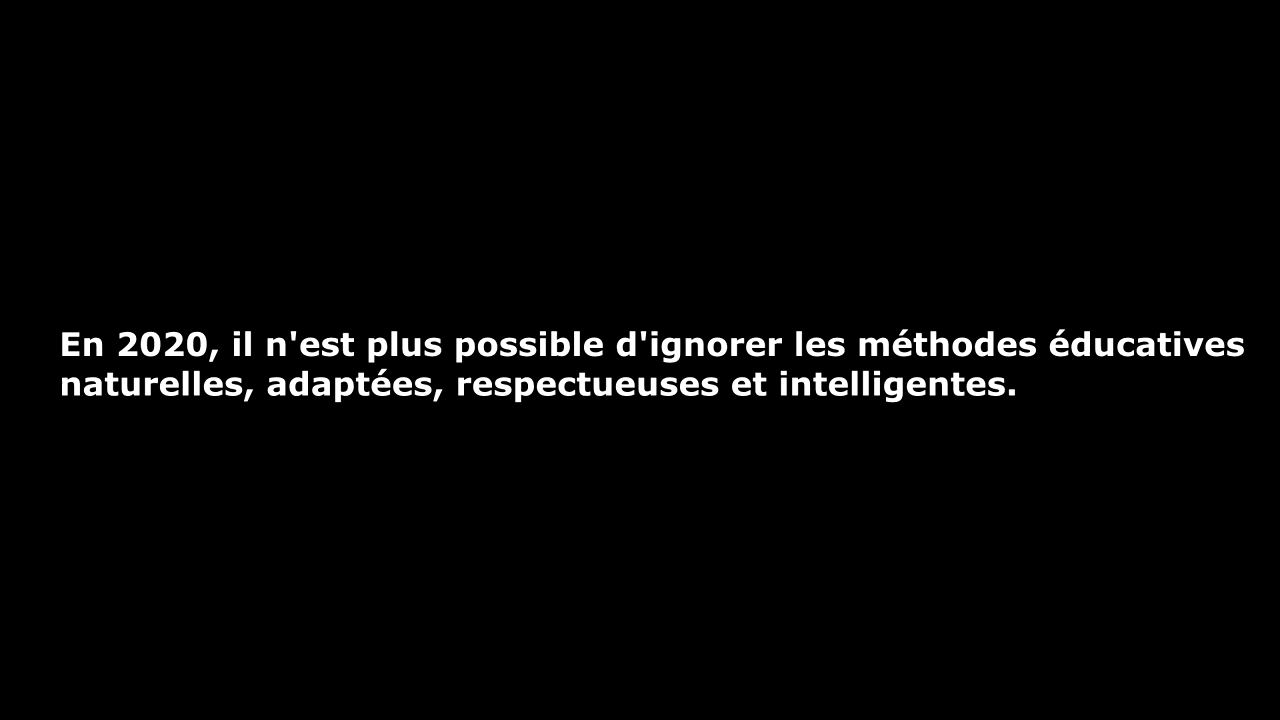 En 2020, il n'est plus possible d'ignorer les méthodes éducatives
naturelles, adaptées, respectueuses et intelligentes.